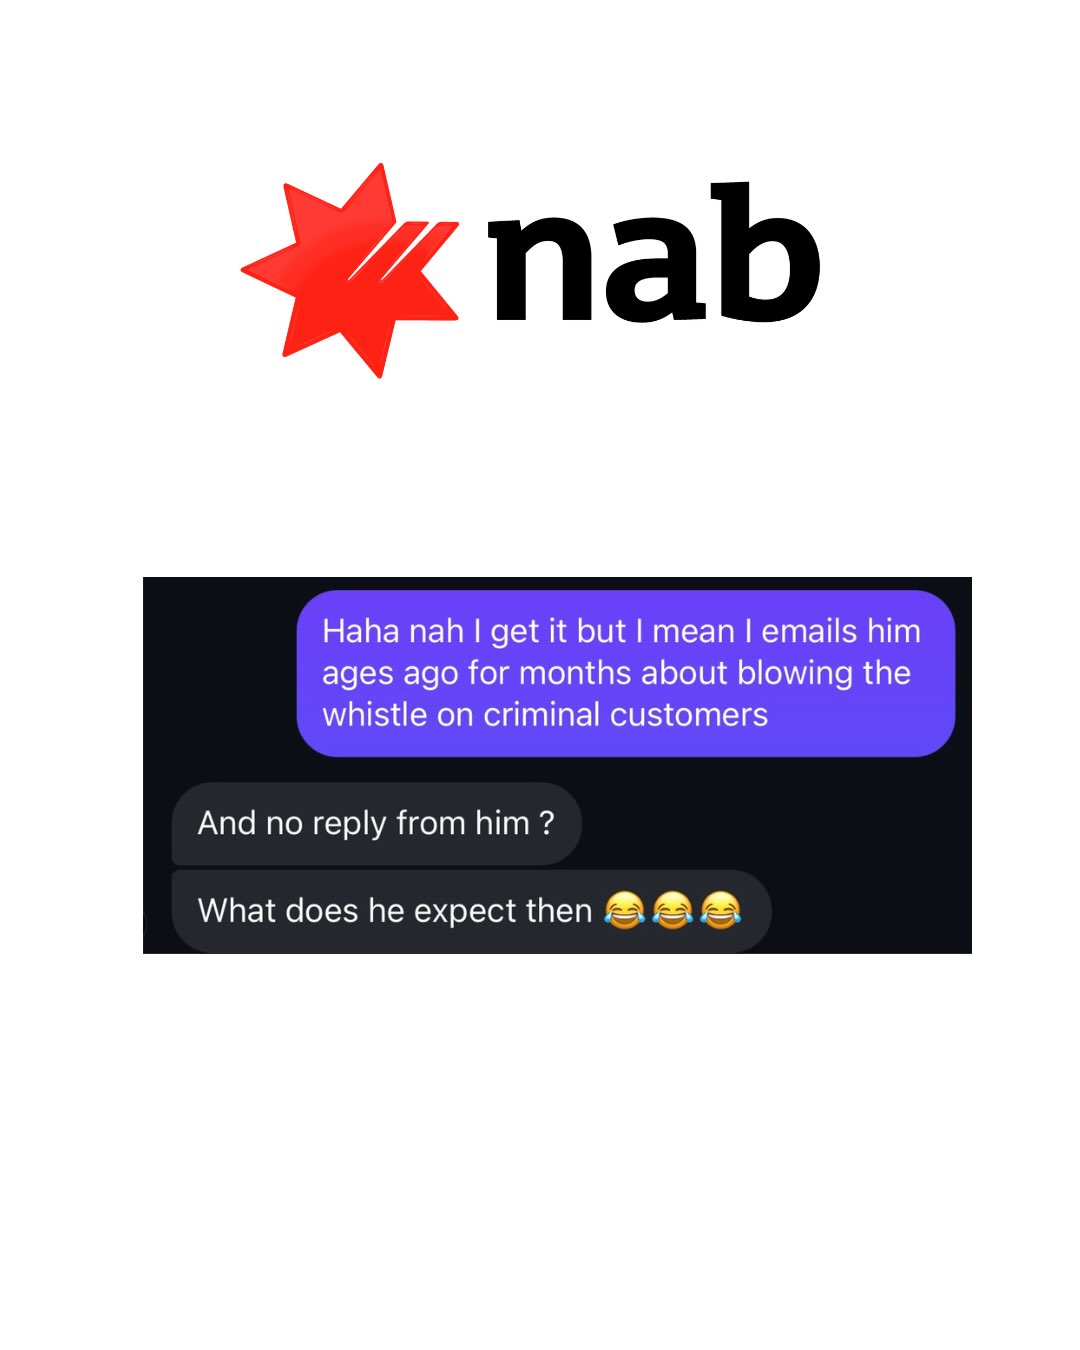 nab
Haha nah I get it but I mean I emails him
ages ago for months about blowing the
whistle on criminal customers
And no reply from him ?
What does he expect then 😂😂😂